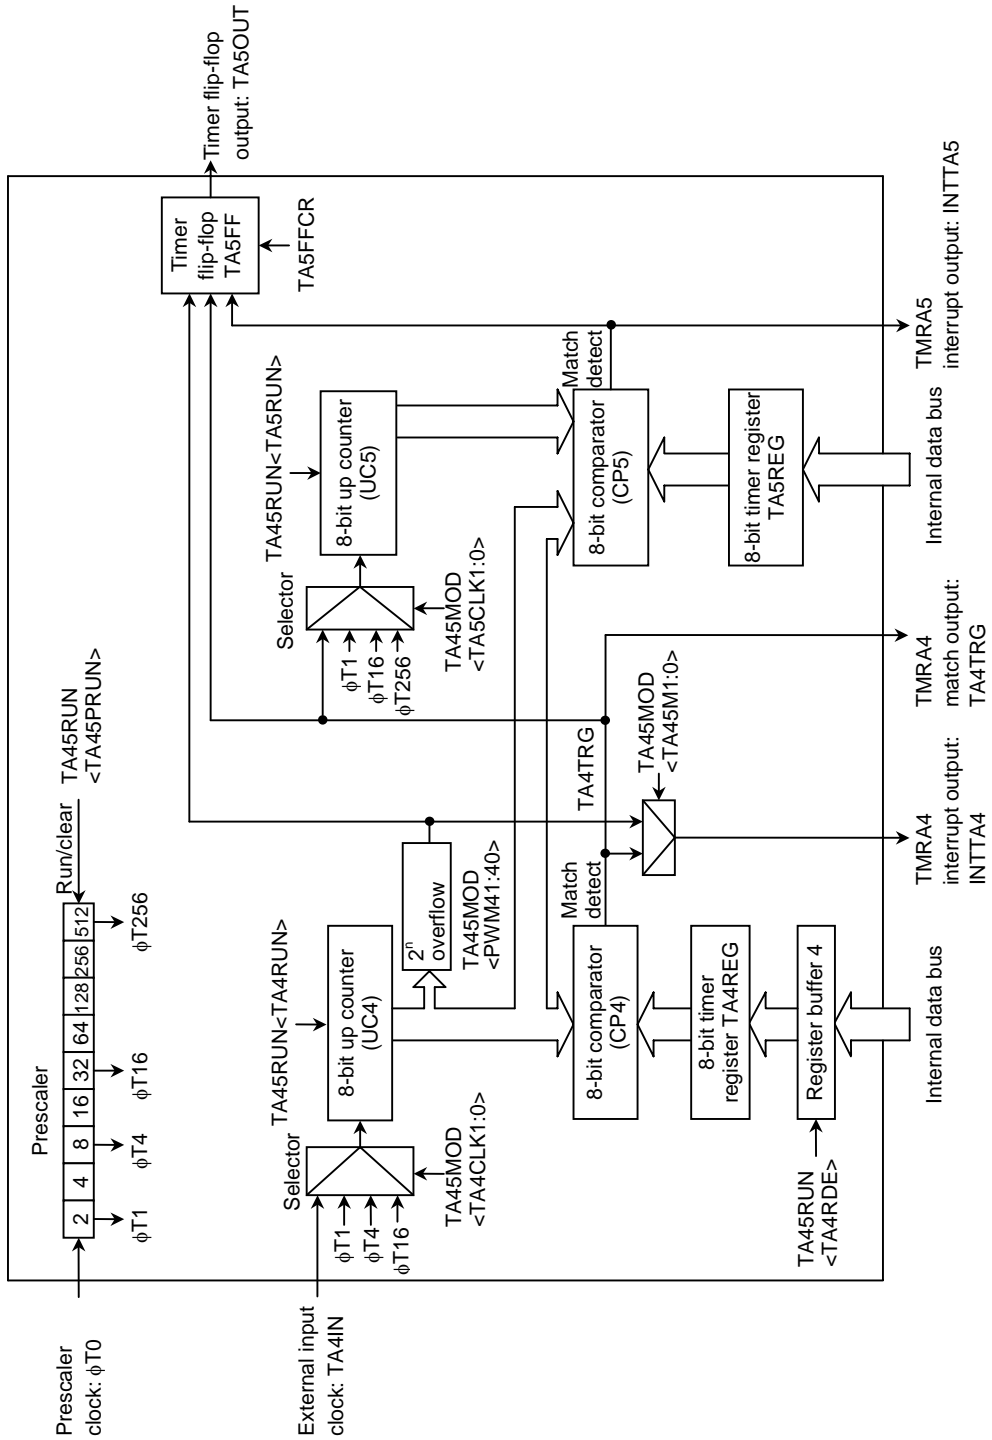 Prescaler
clock: ϕT0
Prescaler
2 4 8 16 32 64 128 256 512
Run/clear
TA45RUN
<TA45PRUN>
ϕT1
ϕT4
ϕT16
ϕT256
External input
clock: TA4IN
Selector
ϕT1
ϕT4
ϕT16
TA45MOD
<TA4CLK1:0>
TA45RUN<TA4RUN>
8-bit up counter
(UC4)
2n
overflow
TA45MOD
<PWM41:40>
Selector
ϕT1
ϕT16
ϕT256
TA45MOD
<TA5CLK1:0>
TA45RUN<TA5RUN>
8-bit up counter
(UC5)
Timer
flip-flop
TA5FF
TA5FFCR
Timer flip-flop
output: TA5OUT
8-bit comparator
(CP4)
Match
detect
TA4TRG
TA45MOD
<TA45M1:0>
8-bit comparator
(CP5)
Match
detect
8-bit timer
register TA4REG
8-bit timer register
TA5REG
TA45RUN
<TA4RDE>
Register buffer 4
Internal data bus
TMRA4
interrupt output:
INTTA4
TMRA4
match output:
TA4TRG
Internal data bus
TMRA5
interrupt output: INTTA5